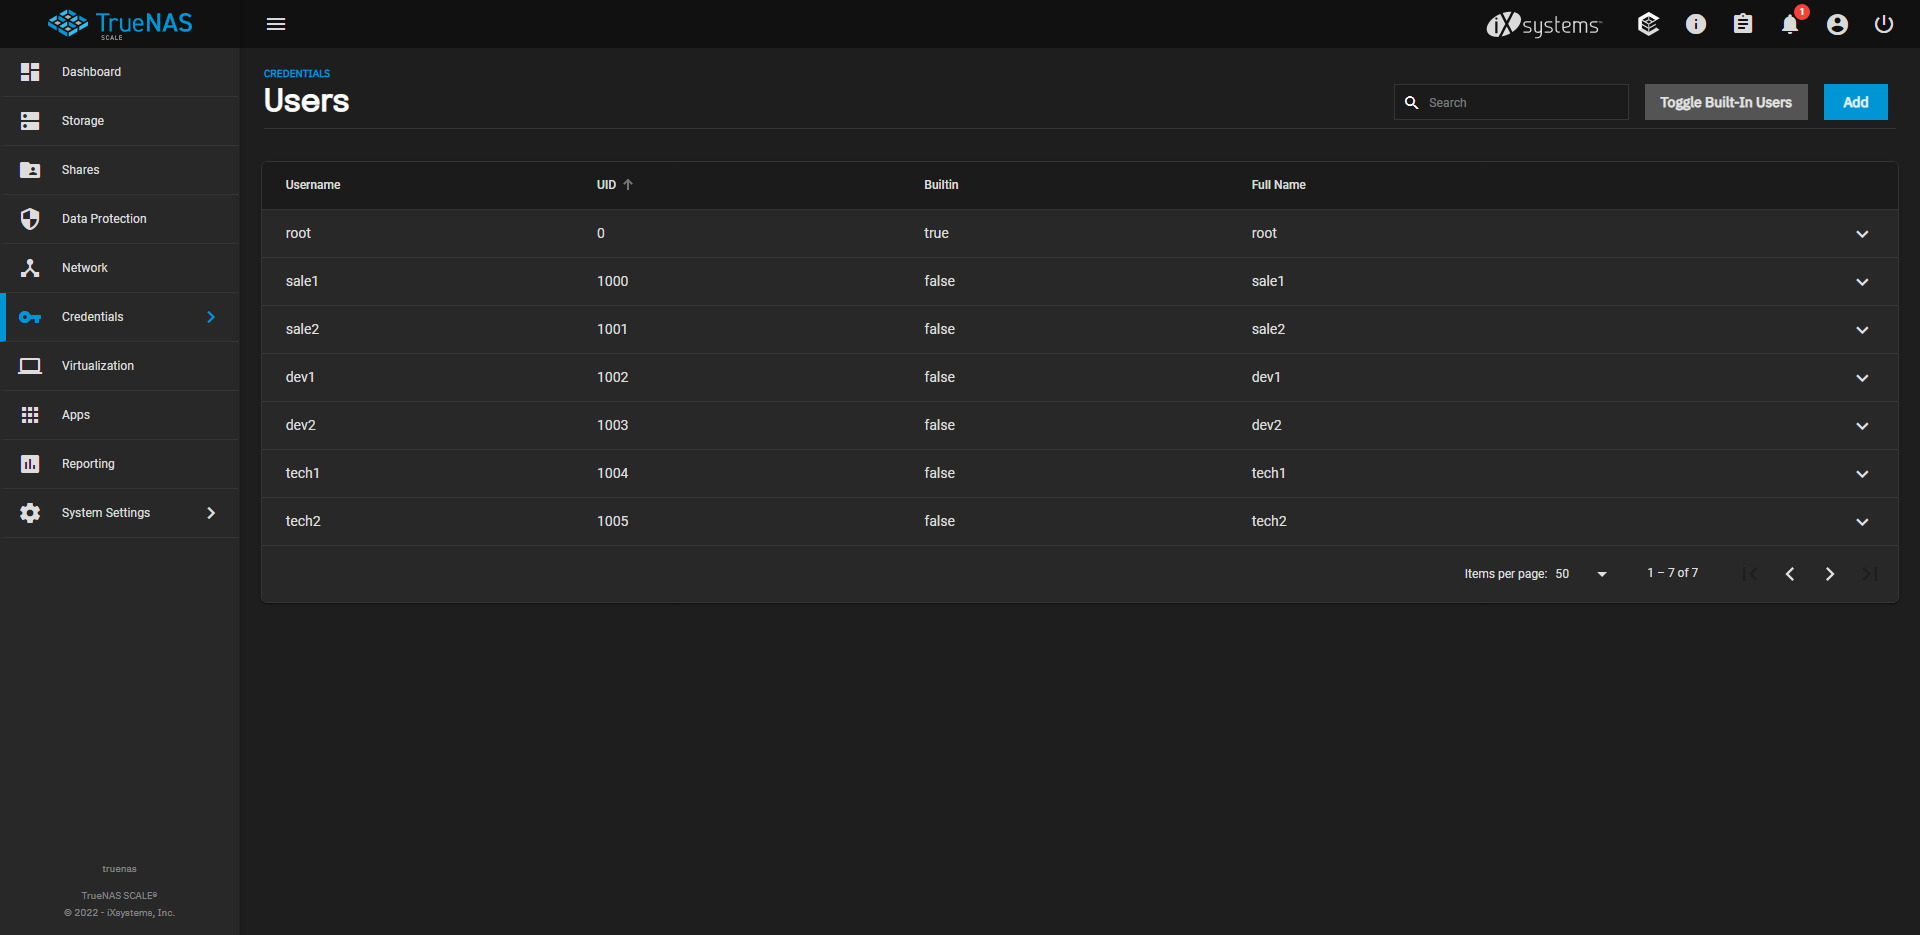 TrueNAS
SCALE
iXsystems™
1
Dashboard
Storage
Shares
Data Protection
Network
Credentials
Virtualization
Apps
Reporting
System Settings
truenas
TrueNAS SCALE®
© 2022 - iXsystems, Inc.
CREDENTIALS
Users
Search
Toggle Built-In Users
Add
Username UID Builtin Full Name
root 0 true root
sale1 1000 false sale1
sale2 1001 false sale2
dev1 1002 false dev1
dev2 1003 false dev2
tech1 1004 false tech1
tech2 1005 false tech2
Items per page: 50 1 – 7 of 7